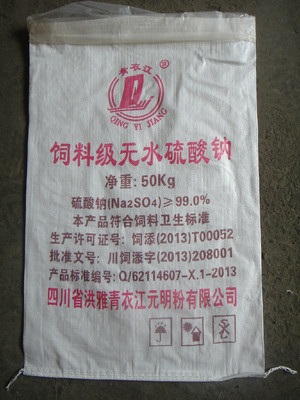 青衣江
®
QING YI JIANG
饲料级无水硫酸钠
净重: 50Kg
硫酸钠(Na2SO4)≥99.0%
本产品符合饲料卫生标准
生产许可证号: 饲添(2013)T00052
批准文号: 川饲添字(2013)208001
产品标准编号: Q/62114607-X.1-2013
四川省洪雅青衣江元明粉有限公司